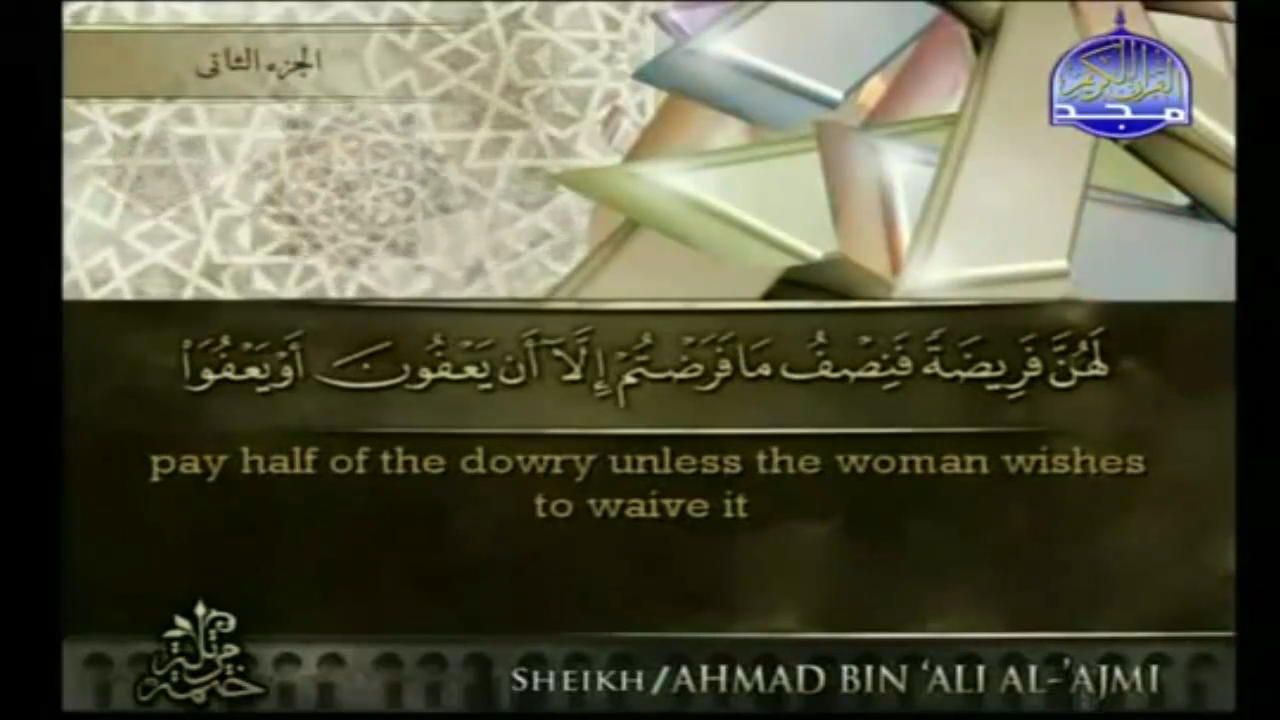 الجزء الثانى
القرآن الكريم
مجد
لَهُنَّ فَرِيضَةً فَنِصْفُ مَا فَرَضْتُمْ إِلَّآ أَن يَعْفُونَ أَوْ يَعْفُوَا۟
pay half of the dowry unless the woman wishes
to waive it
ختمة مرتلة
SHEIKH/AHMAD BIN ‘ALI AL-’AJMI